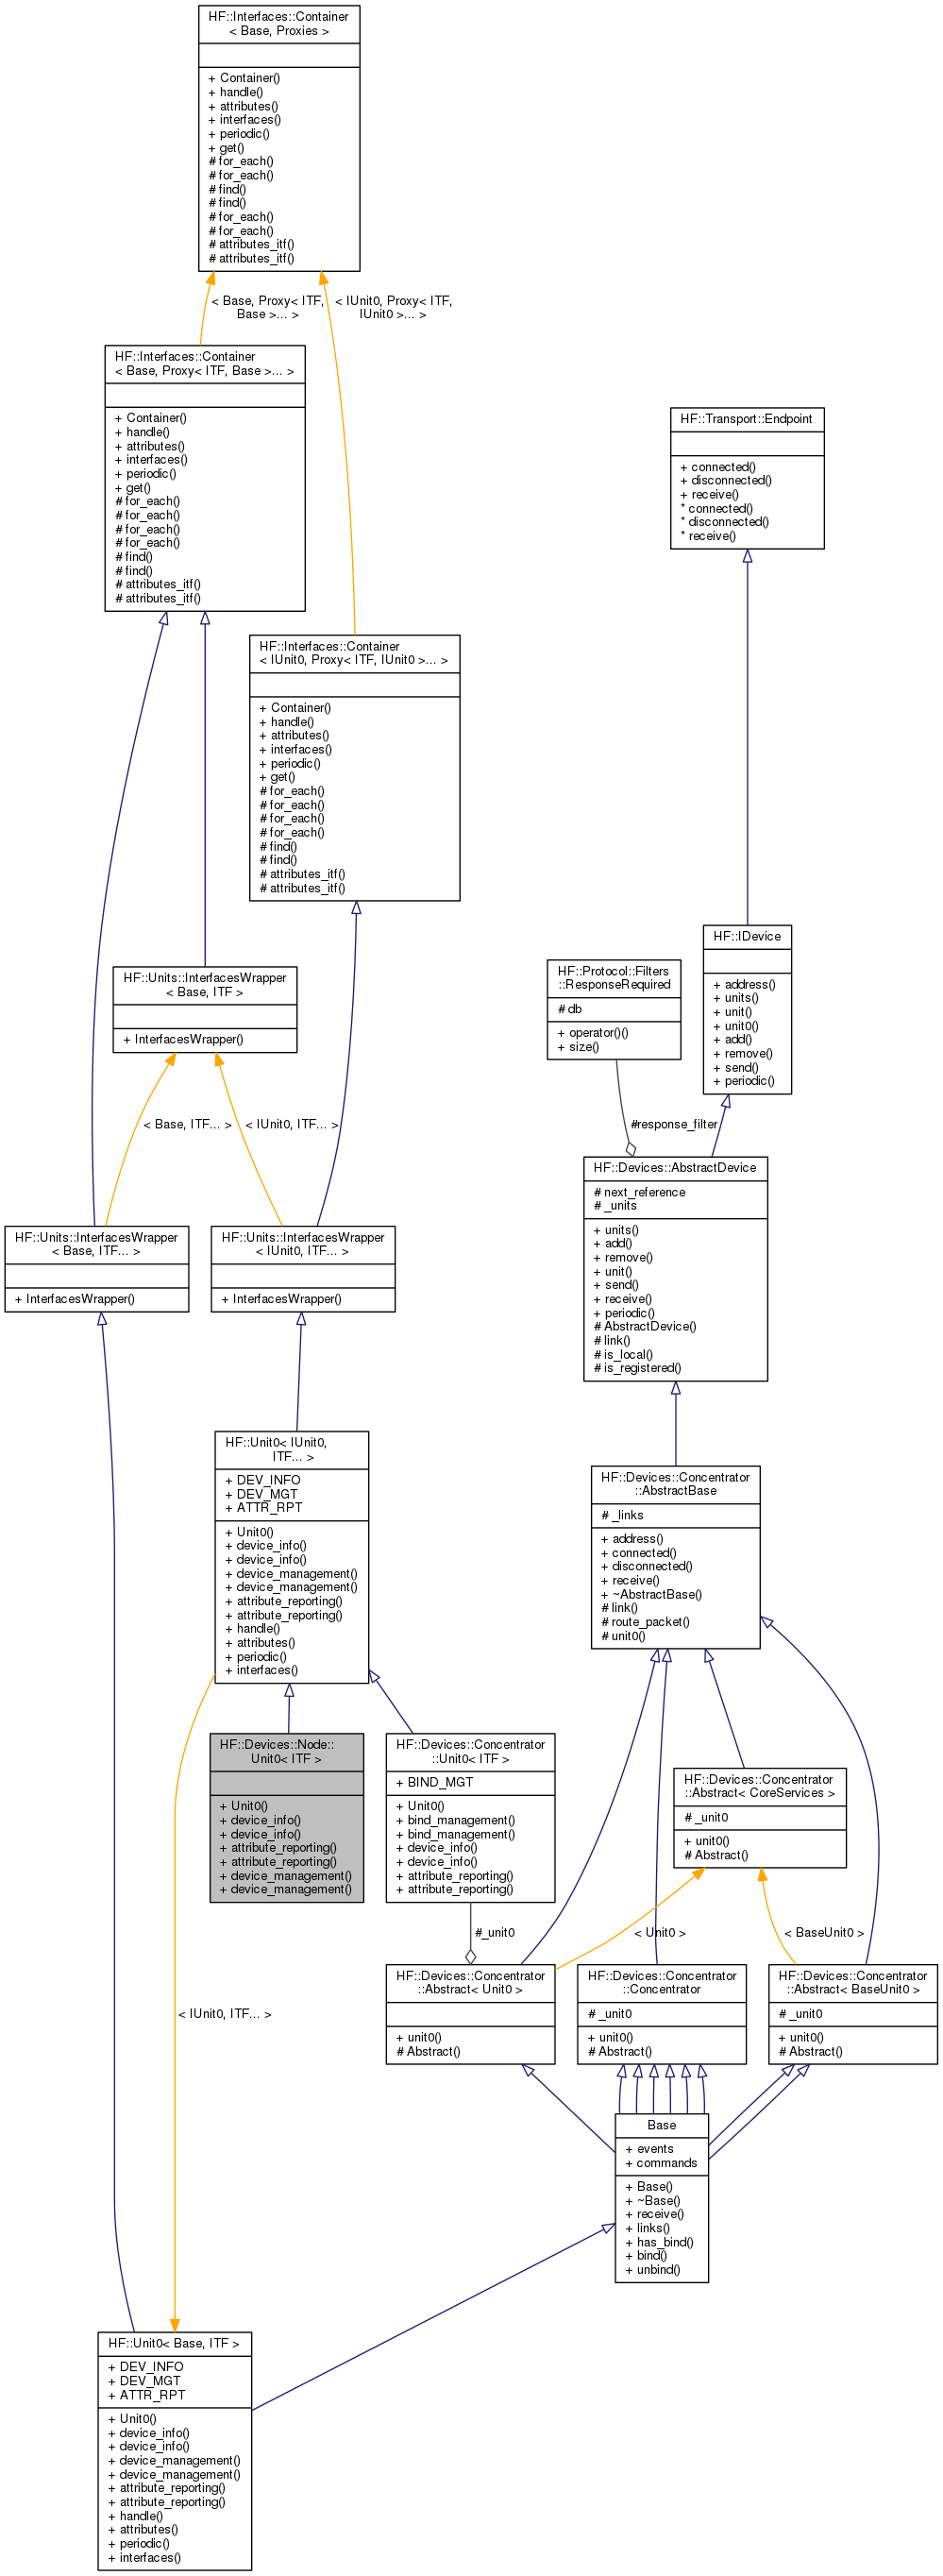 HF::Interfaces::Container
< Base, Proxies >
+ Container()
+ handle()
+ attributes()
+ interfaces()
+ periodic()
+ get()
# for_each()
# for_each()
# find()
# find()
# for_each()
# for_each()
# attributes_itf()
# attributes_itf()
< Base, Proxy< ITF,
Base >... >
< IUnit0, Proxy< ITF,
IUnit0 >... >
HF::Interfaces::Container
< Base, Proxy< ITF, Base >... >
+ Container()
+ handle()
+ attributes()
+ interfaces()
+ periodic()
+ get()
# for_each()
# for_each()
# for_each()
# for_each()
# find()
# find()
# attributes_itf()
# attributes_itf()
HF::Transport::Endpoint
+ connected()
+ disconnected()
+ receive()
* connected()
* disconnected()
* receive()
HF::Interfaces::Container
< IUnit0, Proxy< ITF, IUnit0 >... >
+ Container()
+ handle()
+ attributes()
+ interfaces()
+ periodic()
+ get()
# for_each()
# for_each()
# for_each()
# for_each()
# find()
# find()
# attributes_itf()
# attributes_itf()
HF::IDevice
+ address()
+ units()
+ unit()
+ unit0()
+ add()
+ remove()
+ send()
+ periodic()
HF::Protocol::Filters
::ResponseRequired
# db
+ operator()()
+ size()
HF::Units::InterfacesWrapper
< Base, ITF >
+ InterfacesWrapper()
< Base, ITF... >
< IUnit0, ITF... >
#response_filter
HF::Devices::AbstractDevice
# next_reference
# _units
+ units()
+ add()
+ remove()
+ unit()
+ send()
+ receive()
+ periodic()
# AbstractDevice()
# link()
# is_local()
# is_registered()
HF::Units::InterfacesWrapper
< Base, ITF... >
+ InterfacesWrapper()
HF::Units::InterfacesWrapper
< IUnit0, ITF... >
+ InterfacesWrapper()
HF::Unit0< IUnit0,
ITF... >
+ DEV_INFO
+ DEV_MGT
+ ATTR_RPT
+ Unit0()
+ device_info()
+ device_info()
+ device_management()
+ device_management()
+ attribute_reporting()
+ attribute_reporting()
+ handle()
+ attributes()
+ periodic()
+ interfaces()
HF::Devices::Concentrator
::AbstractBase
# _links
+ address()
+ connected()
+ disconnected()
+ receive()
+ ~AbstractBase()
# link()
# route_packet()
# unit0()
HF::Devices::Node::
Unit0< ITF >
+ Unit0()
+ device_info()
+ device_info()
+ attribute_reporting()
+ attribute_reporting()
+ device_management()
+ device_management()
HF::Devices::Concentrator
::Unit0< ITF >
+ BIND_MGT
+ Unit0()
+ bind_management()
+ bind_management()
+ device_info()
+ device_info()
+ attribute_reporting()
+ attribute_reporting()
HF::Devices::Concentrator
::Abstract< CoreServices >
# _unit0
+ unit0()
# Abstract()
#_unit0
< Unit0 >
< BaseUnit0 >
HF::Devices::Concentrator
::Abstract< Unit0 >
+ unit0()
# Abstract()
HF::Devices::Concentrator
::Concentrator
# _unit0
+ unit0()
# Abstract()
HF::Devices::Concentrator
::Abstract< BaseUnit0 >
# _unit0
+ unit0()
# Abstract()
< IUnit0, ITF... >
Base
+ events
+ commands
+ Base()
+ ~Base()
+ receive()
+ links()
+ has_bind()
+ bind()
+ unbind()
HF::Unit0< Base, ITF >
+ DEV_INFO
+ DEV_MGT
+ ATTR_RPT
+ Unit0()
+ device_info()
+ device_info()
+ device_management()
+ device_management()
+ attribute_reporting()
+ attribute_reporting()
+ handle()
+ attributes()
+ periodic()
+ interfaces()